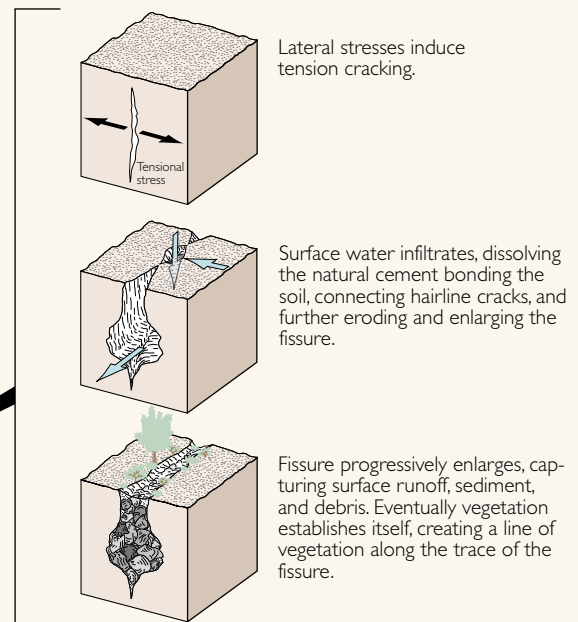 Lateral stresses induce
tension cracking.
Tensional
stress
Surface water infiltrates, dissolving
the natural cement bonding the
soil, connecting hairline cracks, and
further eroding and enlarging the
fissure.
Fissure progressively enlarges, cap-
turing surface runoff, sediment,
and debris. Eventually vegetation
establishes itself, creating a line of
vegetation along the trace of the
fissure.